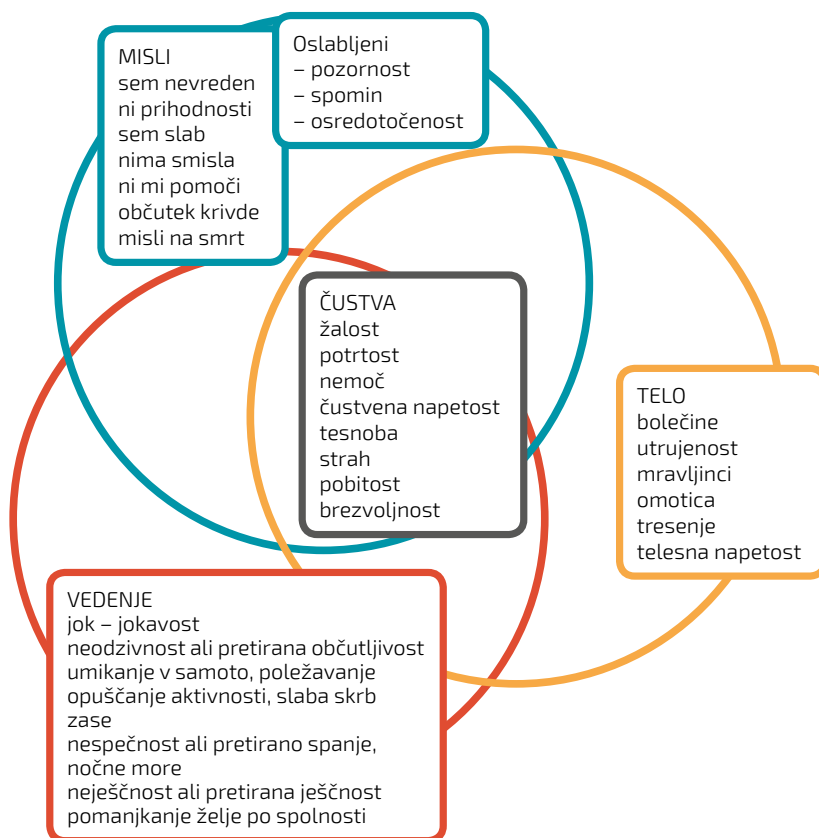 MISLI
sem nevreden
ni prihodnosti
sem slab
nima smisla
ni mi pomoči
občutek krivde
misli na smrt
Oslabljeni
– pozornost
– spomin
– osredotočenost
ČUSTVA
žalost
potrtost
nemoč
čustvena napetost
tesnoba
strah
pobitost
brezvoljnost
TELO
bolečine
utrujenost
mravljinci
omotica
tresenje
telesna napetost
VEDENJE
jok – jokavost
neodzivnost ali pretirana občutljivost
umikanje v samoto, poležavanje
opuščanje aktivnosti, slaba skrb
zase
nespečnost ali pretirano spanje,
nočne more
neješčnost ali pretirana ješčnost
pomanjkanje želje po spolnosti